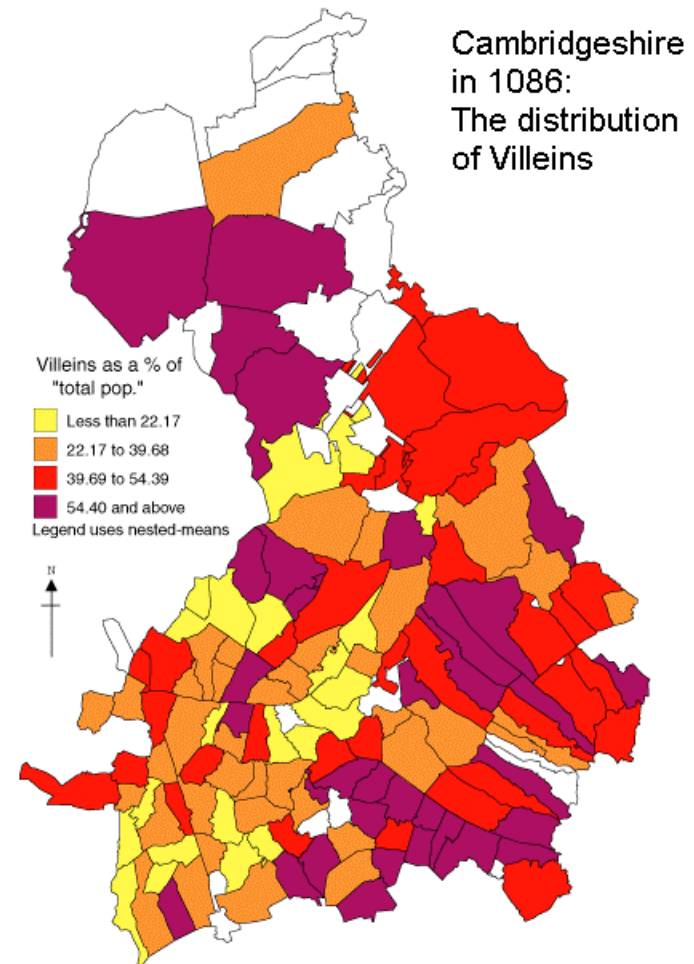 Cambridgeshire
in 1086:
The distribution
of Villeins
Villeins as a % of
"total pop."
Less than 22.17
22.17 to 39.68
39.69 to 54.39
54.40 and above
Legend uses nested-means
N